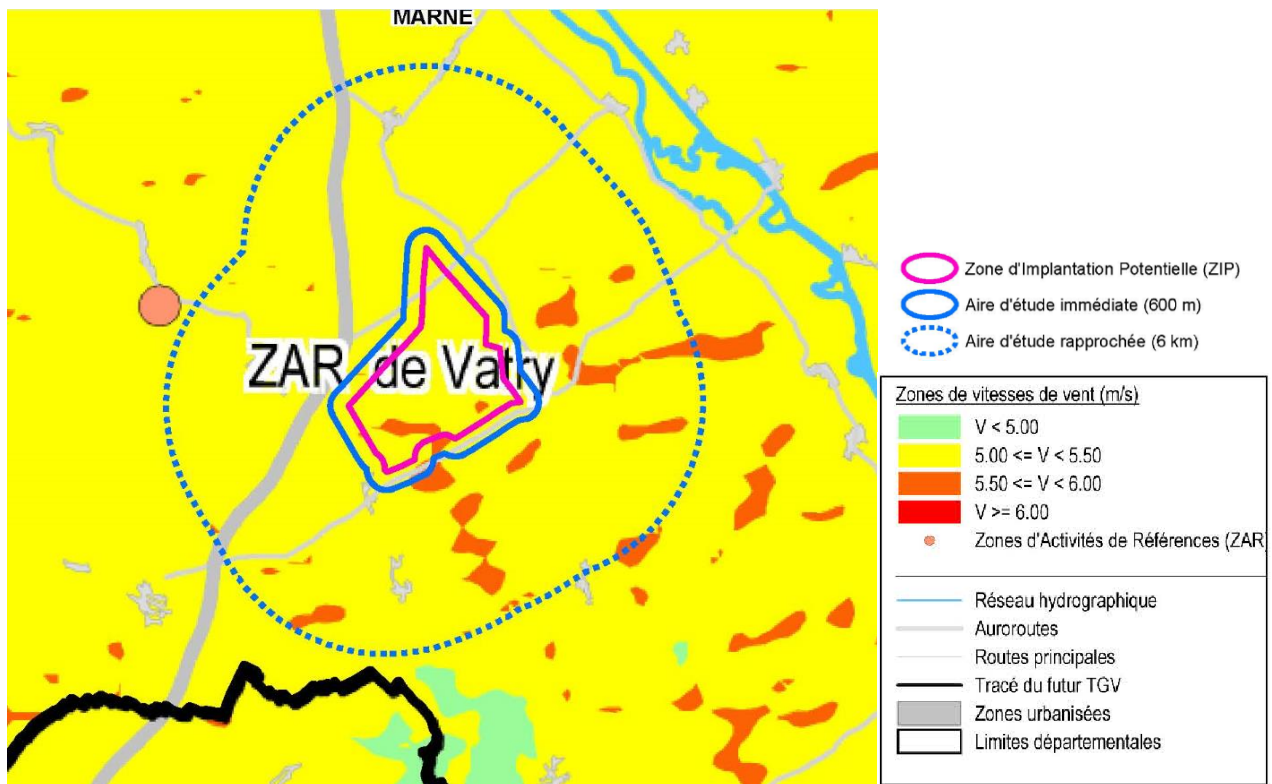 MARNE
ZAR de Vatry
Zone d'Implantation Potentielle (ZIP)
Aire d'étude immédiate (600 m)
Aire d'étude rapprochée (6 km)
Zones de vitesses de vent (m/s)
V < 5.00
5.00 <= V < 5.50
5.50 <= V < 6.00
V >= 6.00
Zones d'Activités de Références (ZAR)
Réseau hydrographique
Auroroutes
Routes principales
Tracé du futur TGV
Zones urbanisées
Limites départementales